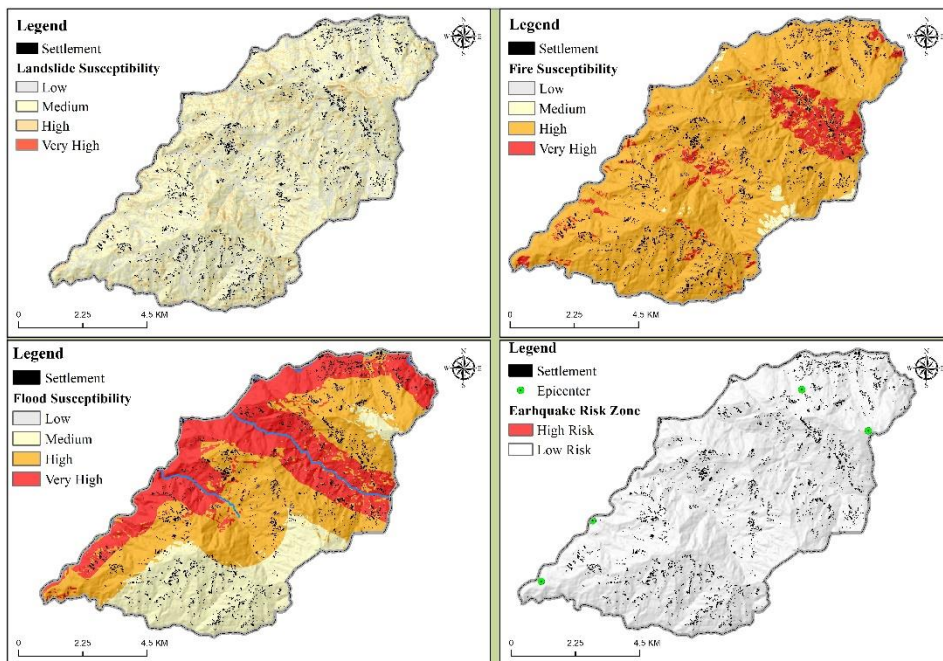 Legend
Settlement
Landslide Susceptibility
Low
Medium
High
Very High
N
W E
S
0 2.25 4.5 KM
Legend
Settlement
Fire Susceptibility
Low
Medium
High
Very High
N
W E
S
0 2.25 4.5 KM
Legend
Settlement
Flood Susceptibility
Low
Medium
High
Very High
N
W E
S
0 2.25 4.5 KM
Legend
Settlement
Epicenter
Earhquake Risk Zone
High Risk
Low Risk
N
W E
S
0 2.25 4.5 KM